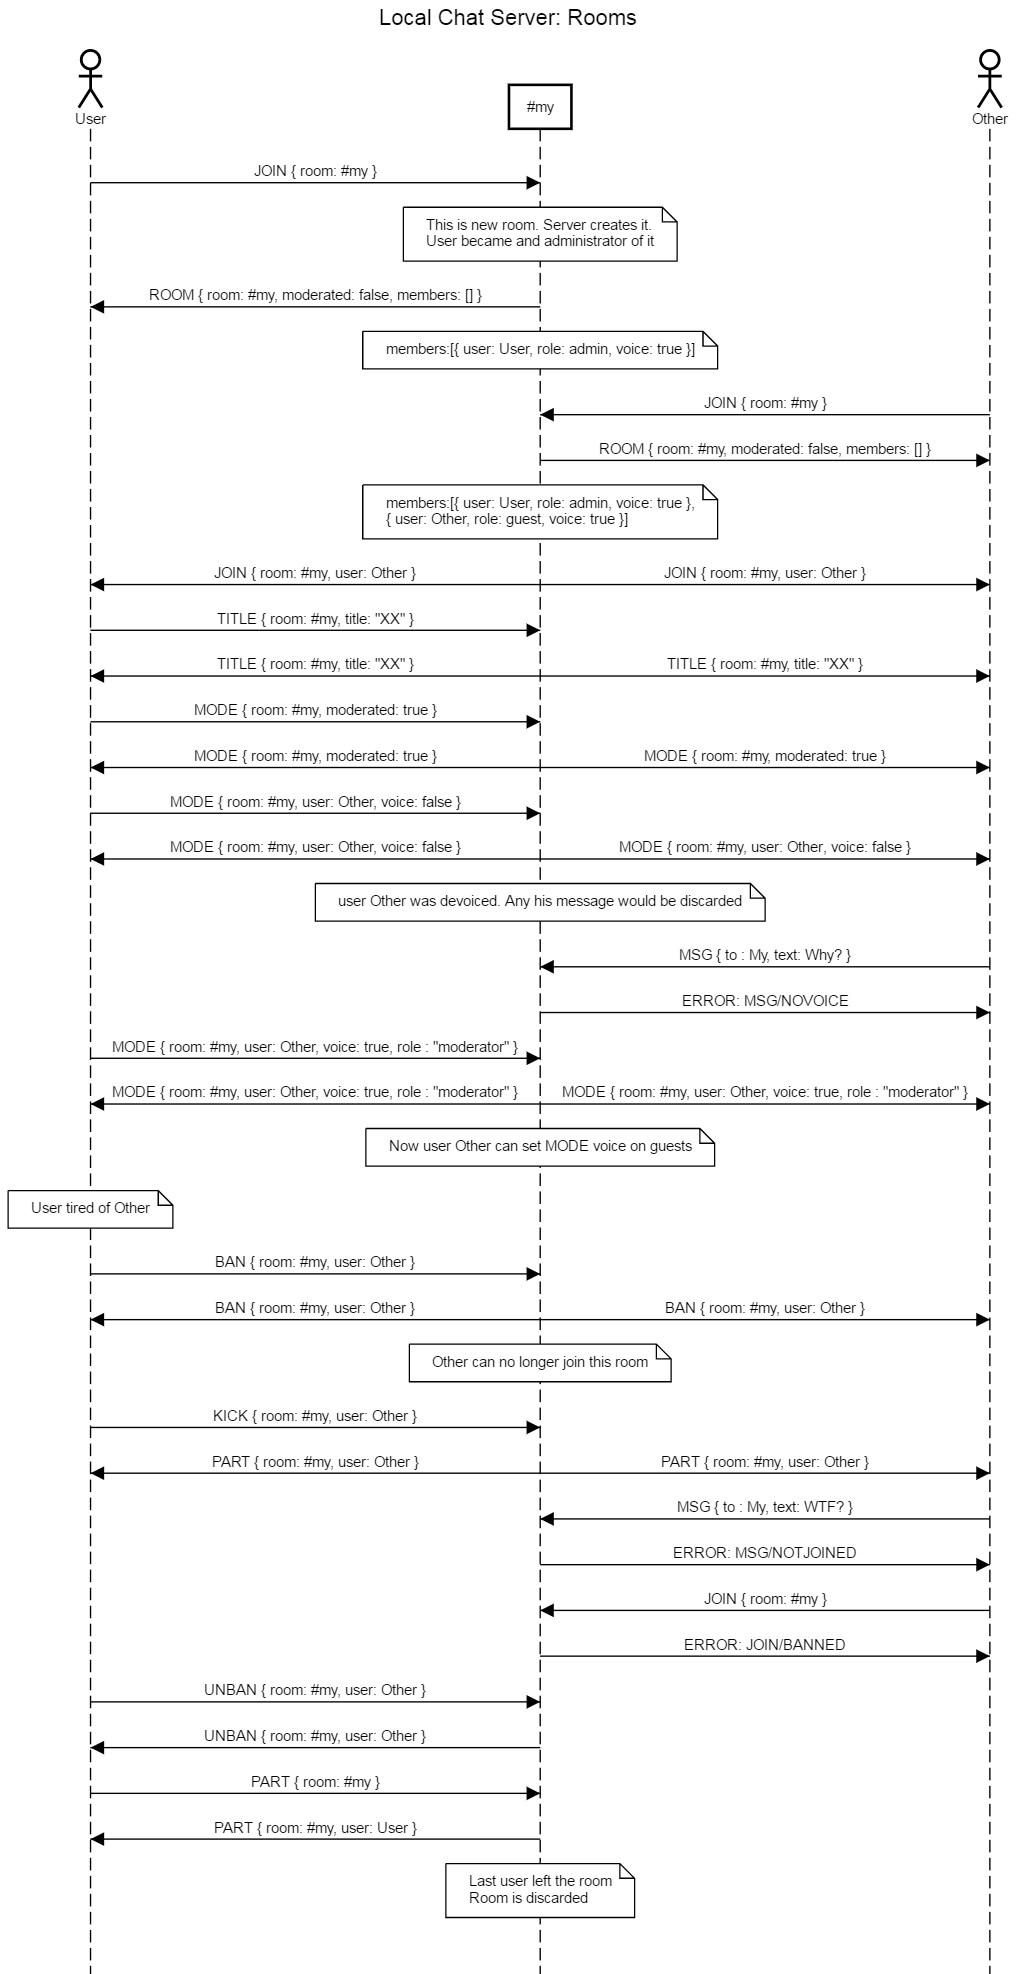 Local Chat Server: Rooms
User
#my
Other
JOIN { room: #my }
This is new room. Server creates it.
User became and administrator of it
ROOM { room: #my, moderated: false, members: [] }
members:[{ user: User, role: admin, voice: true }]
JOIN { room: #my }
ROOM { room: #my, moderated: false, members: [] }
members:[{ user: User, role: admin, voice: true },
{ user: Other, role: guest, voice: true }]
JOIN { room: #my, user: Other }
JOIN { room: #my, user: Other }
TITLE { room: #my, title: "XX" }
TITLE { room: #my, title: "XX" }
TITLE { room: #my, title: "XX" }
MODE { room: #my, moderated: true }
MODE { room: #my, moderated: true }
MODE { room: #my, moderated: true }
MODE { room: #my, user: Other, voice: false }
MODE { room: #my, user: Other, voice: false }
MODE { room: #my, user: Other, voice: false }
user Other was devoiced. Any his message would be discarded
MSG { to : My, text: Why? }
ERROR: MSG/NOVOICE
MODE { room: #my, user: Other, voice: true, role : "moderator" }
MODE { room: #my, user: Other, voice: true, role : "moderator" }
MODE { room: #my, user: Other, voice: true, role : "moderator" }
Now user Other can set MODE voice on guests
User tired of Other
BAN { room: #my, user: Other }
BAN { room: #my, user: Other }
BAN { room: #my, user: Other }
Other can no longer join this room
KICK { room: #my, user: Other }
PART { room: #my, user: Other }
PART { room: #my, user: Other }
MSG { to : My, text: WTF? }
ERROR: MSG/NOTJOINED
JOIN { room: #my }
ERROR: JOIN/BANNED
UNBAN { room: #my, user: Other }
UNBAN { room: #my, user: Other }
PART { room: #my }
PART { room: #my, user: User }
Last user left the room
Room is discarded